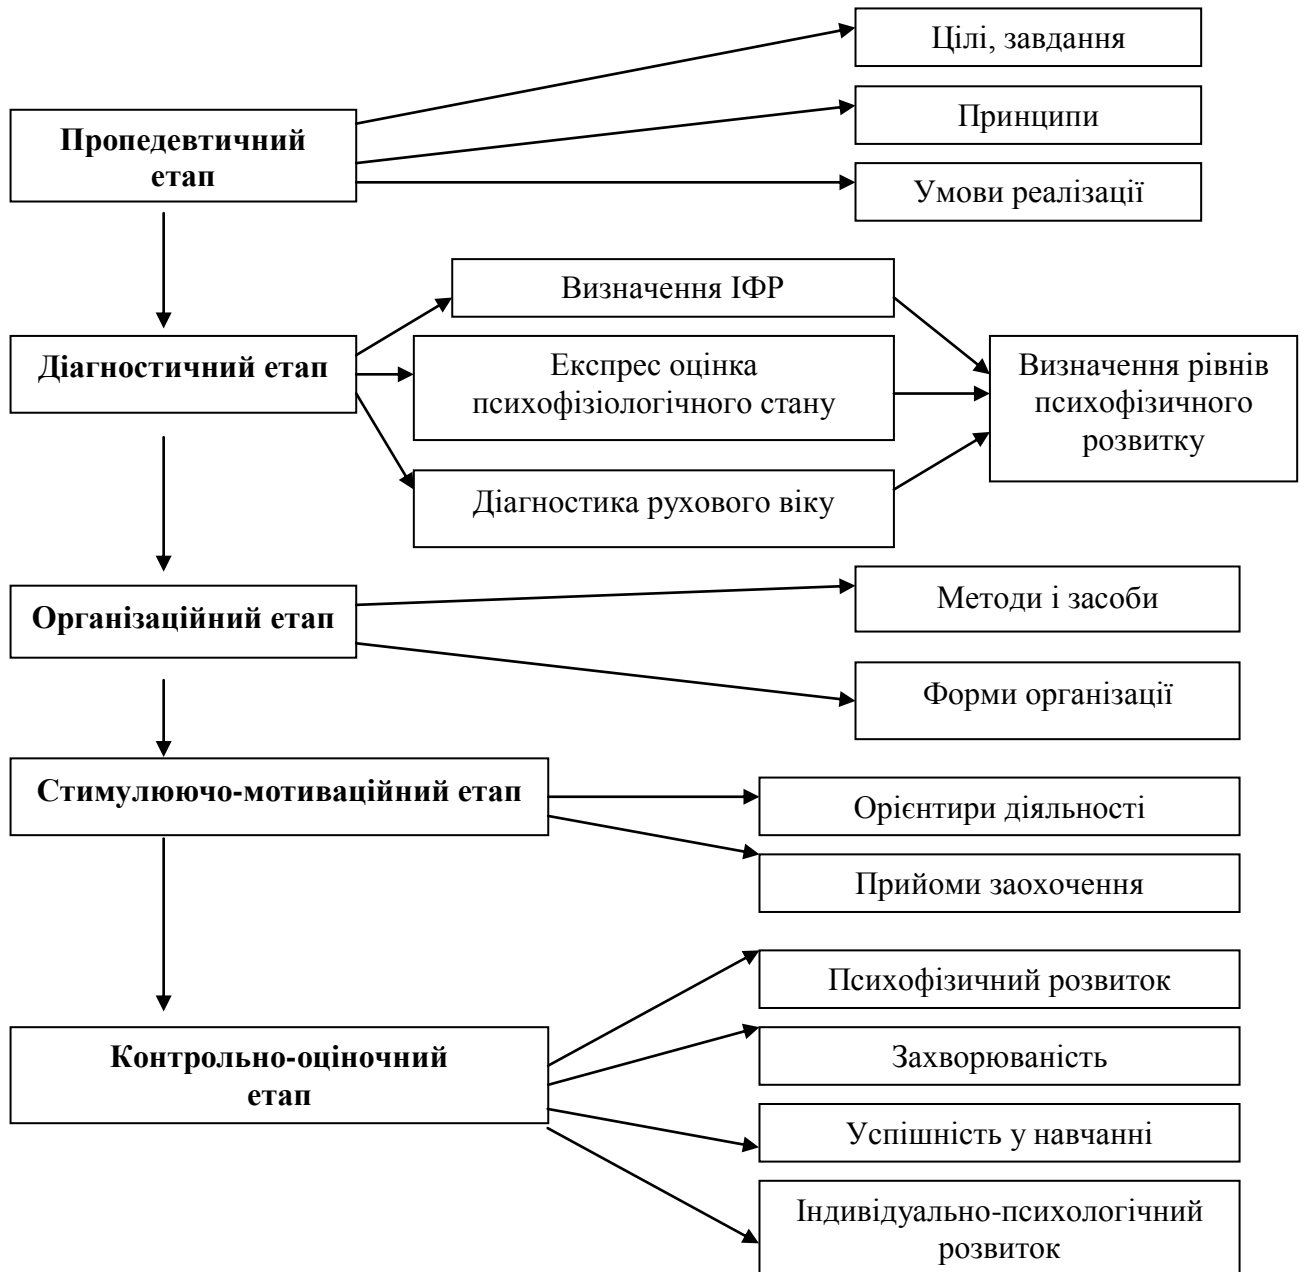 Цілі, завдання
Пропедевтичний
етап
Принципи
Умови реалізації
Визначення ІФР
Діагностичний етап
Експрес оцінка
психофізіологічного стану
Визначення рівнів
психофізичного
розвитку
Діагностика рухового віку
Організаційний етап
Методи і засоби
Форми організації
Стимулюючо-мотиваційний етап
Орієнтири діяльності
Прийоми заохочення
Психофізичний розвиток
Контрольно-оціночний
етап
Захворюваність
Успішність у навчанні
Індивідуально-психологічний
розвиток